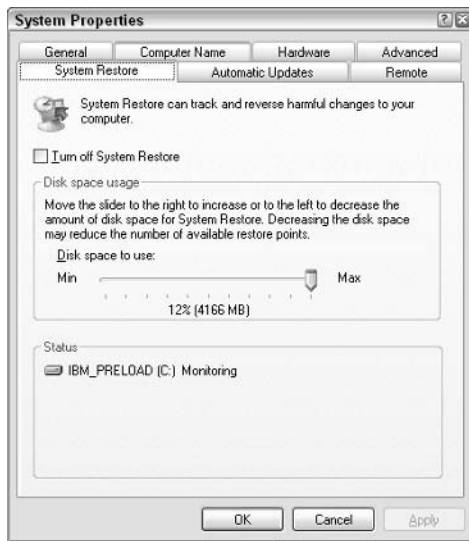 System Properties
General Computer Name Hardware Advanced
System Restore Automatic Updates Remote
System Restore can track and reverse harmful changes to your
computer.
Turn off System Restore
Disk space usage
Move the slider to the right to increase or to the left to decrease the
amount of disk space for System Restore. Decreasing the disk space
may reduce the number of available restore points.
Disk space to use:
Min Max
12% (4166 MB)
Status
IBM_PRELOAD (C:) Monitoring
OK Cancel Apply